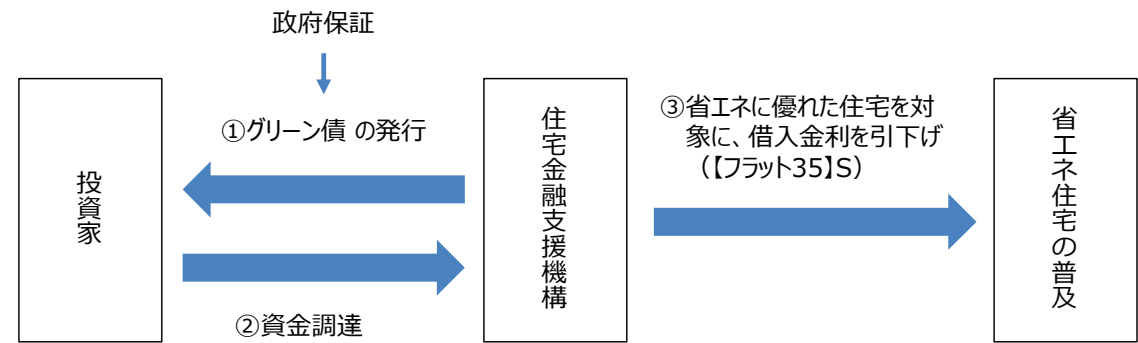 政府保証
①グリーン債 の発行
投資家
②資金調達
住宅金融支援機構
③省エネに優れた住宅を対
象に、借入金利を引下げ
（【フラット35】S）
省エネ住宅の普及